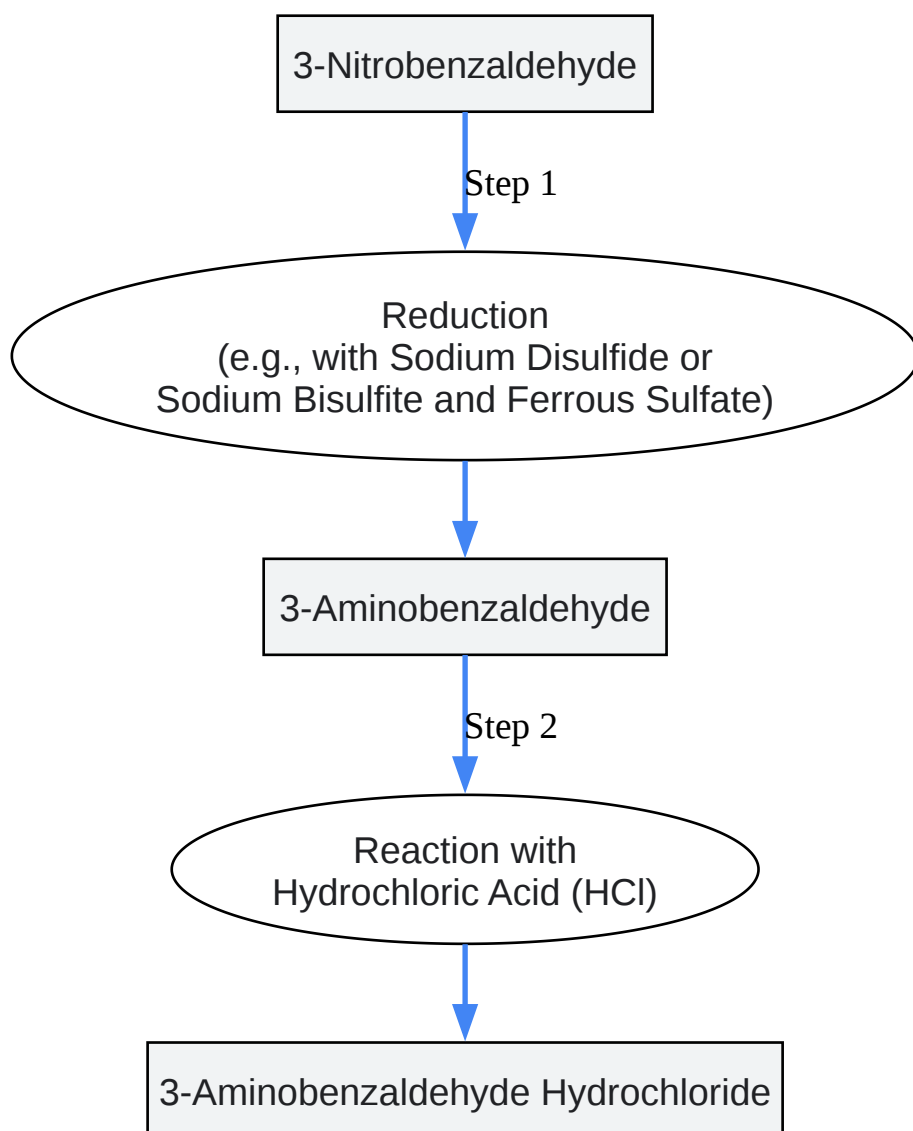 3-Nitrobenzaldehyde
Step 1
Reduction
(e.g., with Sodium Disulfide or
Sodium Bisulfite and Ferrous Sulfate)
3-Aminobenzaldehyde
Step 2
Reaction with
Hydrochloric Acid (HCl)
3-Aminobenzaldehyde Hydrochloride